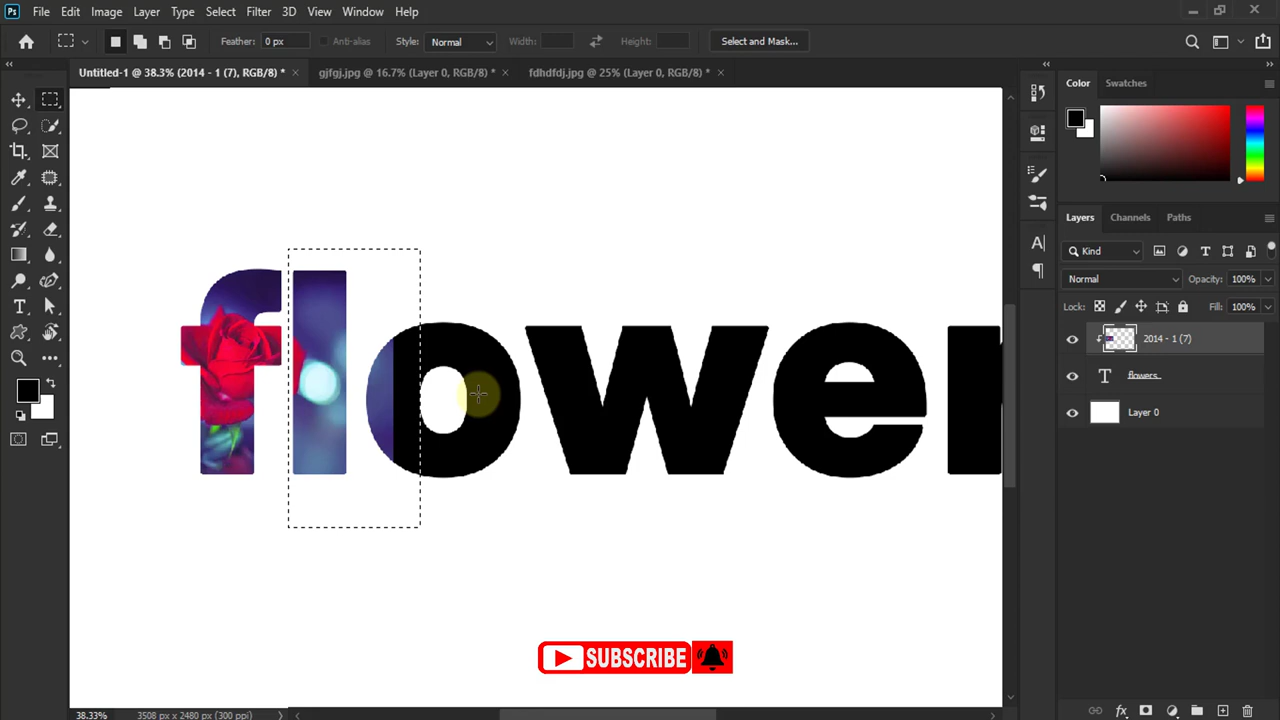 Ps File Edit Image Layer Type Select Filter 3D View Window Help
Feather: 0 px Anti-alias Style: Normal Width: Height: Select and Mask...
Untitled-1 @ 38.3% (2014 - 1 (7), RGB/8) * × gjfgj.jpg @ 16.7% (Layer 0, RGB/8) * × fdhdfdj.jpg @ 25% (Layer 0, RGB/8) * ×
Color Swatches
Layers Channels Paths
Kind
Normal Opacity: 100%
Lock: Fill: 100%
2014 - 1 (7)
flowers
Layer 0
flower
SUBSCRIBE
38.33% 3508 px x 2480 px (300 ppi)